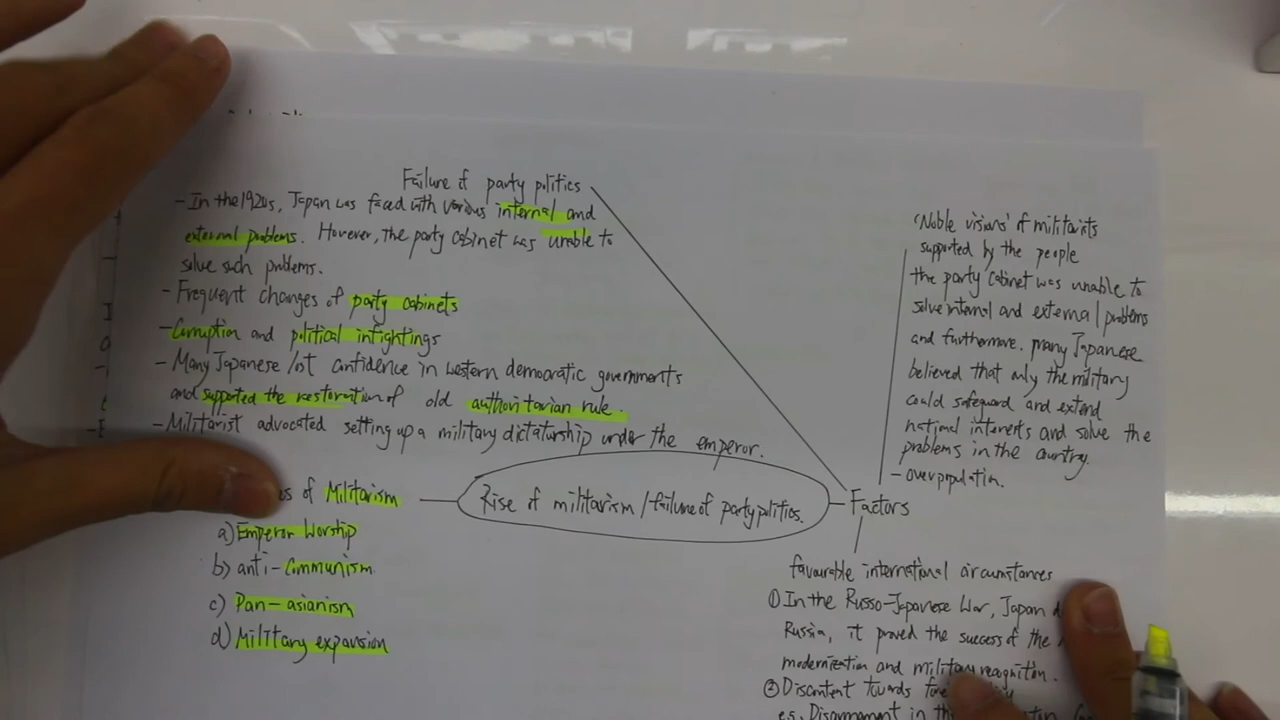 Failure of party politics
- In the 1920s, Japan was faced with various internal and
external problems. However, the party cabinet was unable to
solve such problems.
- Frequent changes of party cabinets
- Corruption and political infightings
- Many Japanese lost confidence in western democratic governments
and supported the restoration of old authoritarian rule
- Militarist advocated setting up a military dictaturship under the emperor.
of Militarism
a) Emperor Worship
b) anti-Communism
c) Pan-asianism
d) Military expansion
Rise of militarism/failure of party politics.
Factors
'Noble visions' of militarists
supported by the people
the party cabinet was unable to
solve internal and external problems
and furthermore. many Japanese
believed that only the military
could safeguard and extend
national interests and solve the
problems in the country.
- overpopulation.
favourable international circumstances
① In the Russo-Japanese War, Japan
Russia, it proved the success of the
modernization and military recognition.
② Discontent towards
e.s. Disarmament in the